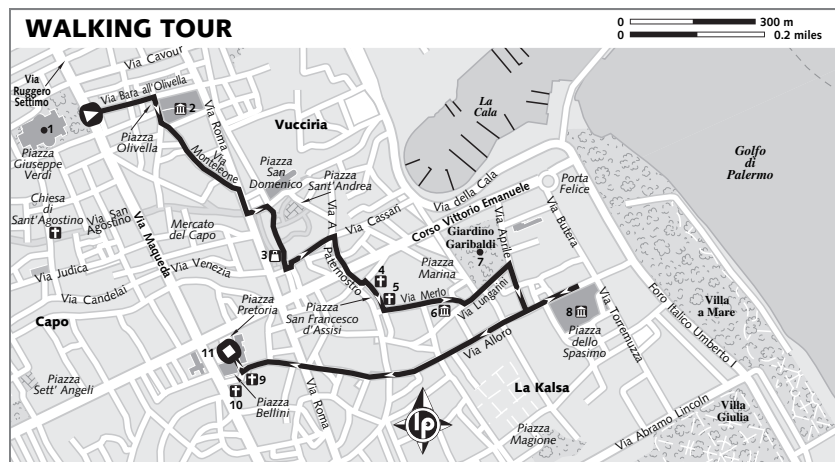 WALKING TOUR
0 300 m
0 0.2 miles
Via Cavour
Via
Ruggero
Settimo
Via Bara all'Olivella
2
Via Roma
1
Piazza
Olivella
Vucciria
La
Cala
Golfo
di
Palermo
Piazza
Giuseppe
Verdi
Via
Monteleone
Piazza
San
Domenico
Piazza
Sant'Andrea
Chiesa
di
Sant'Agostino
Via San
Agostino
Via Maqueda
Mercato
del Capo
Via A
Paternostro
Via Cassari
Via della Cala
Corso Vittorio Emanuele
Porta
Felice
Via Butera
Via Aprile
Giardino
Garibaldi
7
3
4
5
Piazza
Marina
Via Judica
Via Venezia
Via Candelai
Piazza
San Francesco
d'Assisi
Via Merlo
6
Via Lungarini
Piazza
Pretoria
Capo
8
Via Torremuzza
Foro Italico Umberto I
Villa
a Mare
11
Via Alloro
Piazza
dello
Spasimo
9
10
Piazza
Sett' Angeli
Piazza
Bellini
Via Roma
La Kalsa
lp
Piazza
Magione
Via Abramo Lincoln
Villa
Giulia